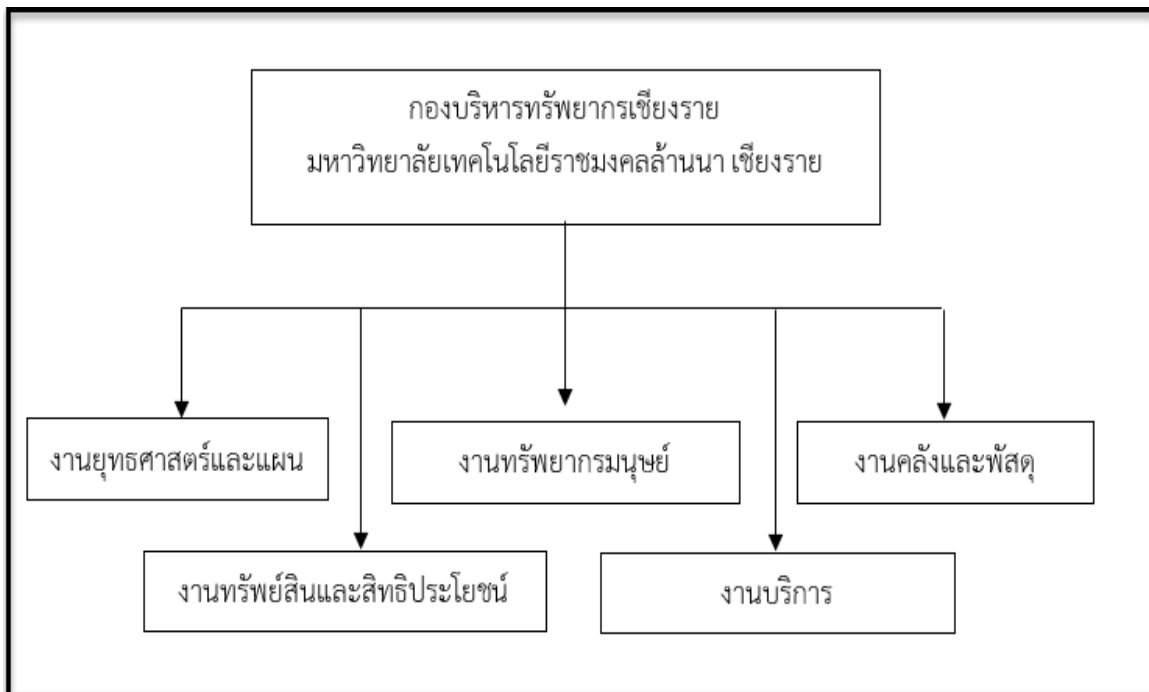 กองบริหารทรัพยากรเชียงราย
มหาวิทยาลัยเทคโนโลยีราชมงคลล้านนา เชียงราย
งานยุทธศาสตร์และแผน
งานทรัพยากรมนุษย์
งานคลังและพัสดุ
งานทรัพย์สินและสิทธิประโยชน์
งานบริการ